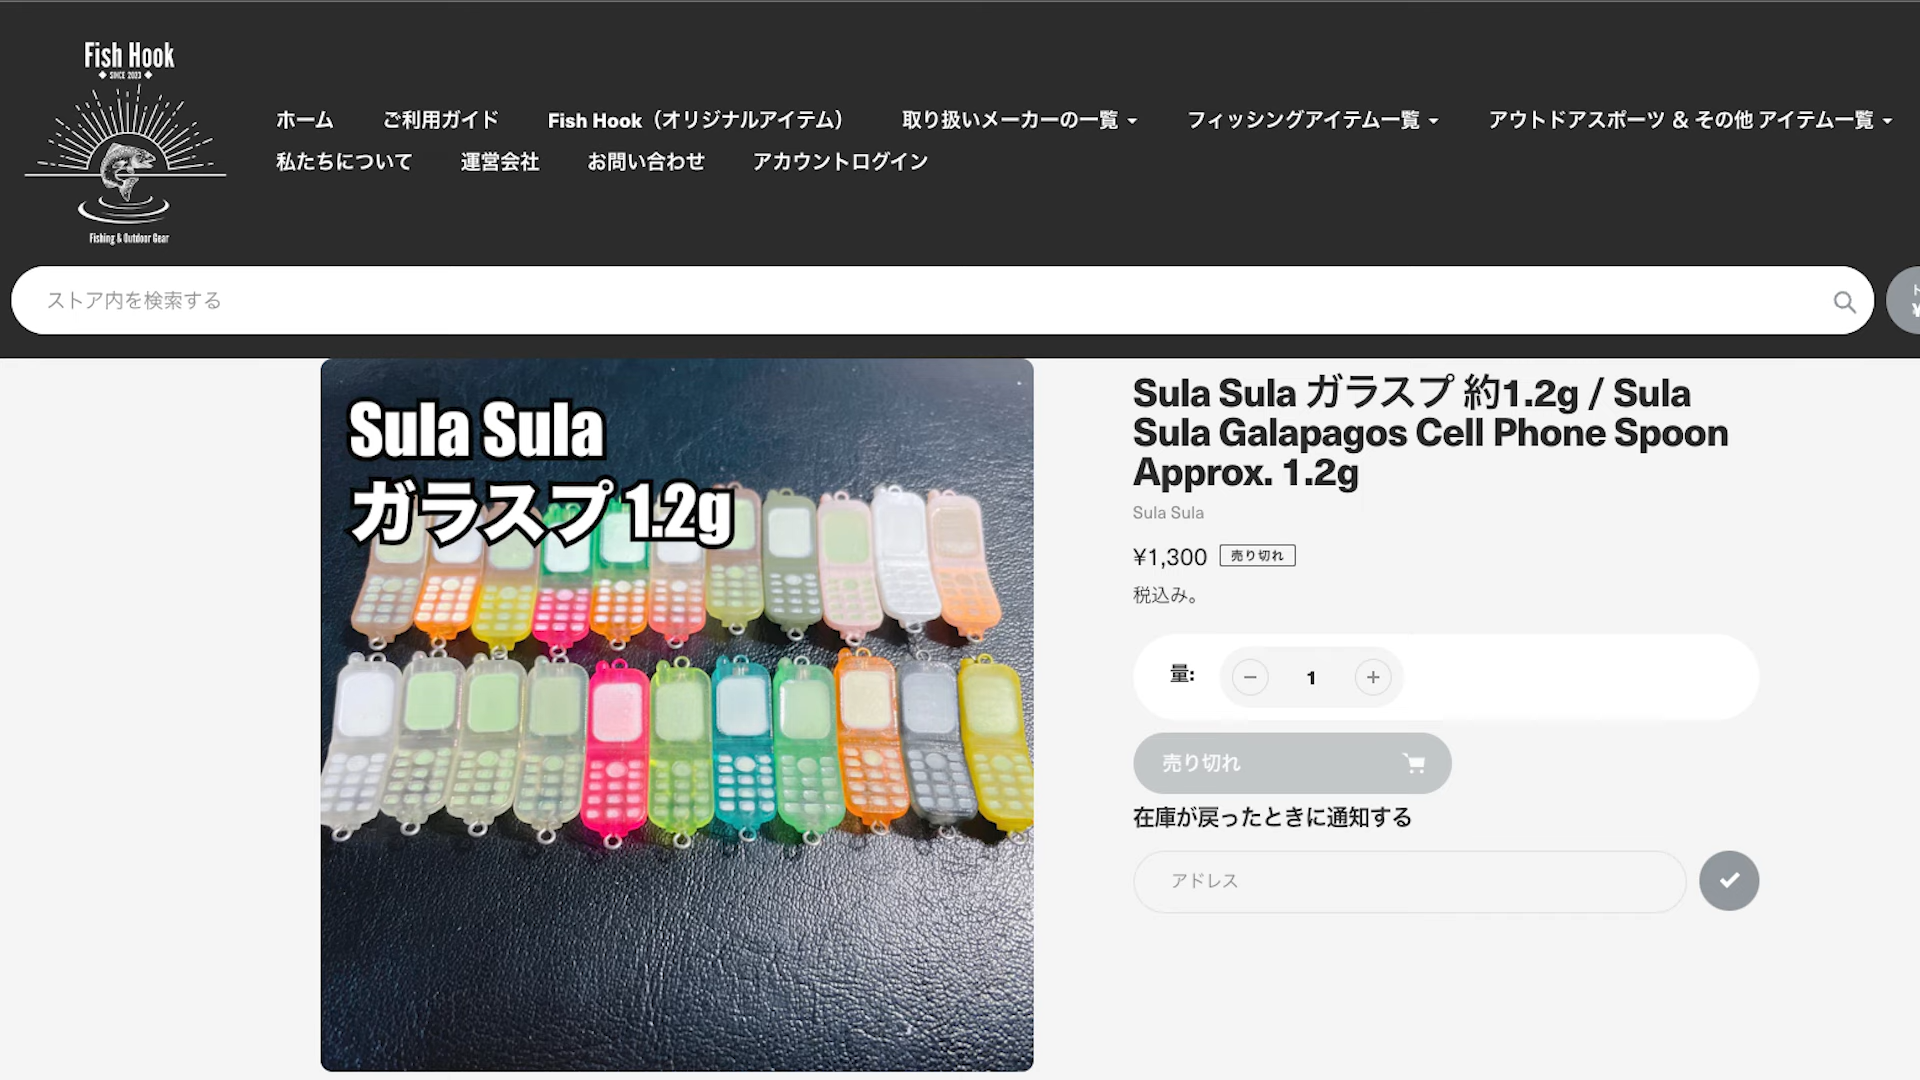 Fish Hook
SINCE 2023
Fishing & Outdoor Gear
ホーム ご利用ガイド Fish Hook（オリジナルアイテム） 取り扱いメーカーの一覧 フィッシングアイテム一覧 アウトドアスポーツ & その他 アイテム一覧
私たちについて 運営会社 お問い合わせ アカウントログイン
ストア内を検索する
ト
¥
Sula Sula
ガラスプ 1.2g
Sula Sula ガラスプ 約1.2g / Sula
Sula Galapagos Cell Phone Spoon
Approx. 1.2g
Sula Sula
¥1,300 売り切れ
税込み。
量: − 1 +
売り切れ
在庫が戻ったときに通知する
アドレス